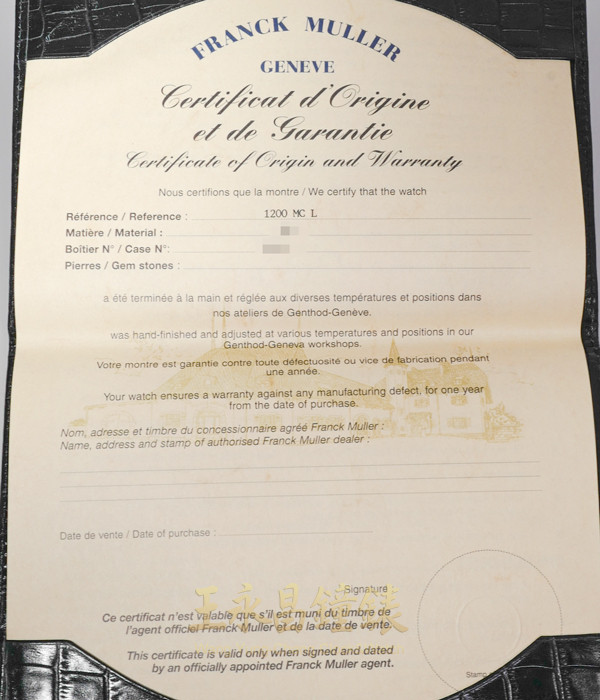 FRANCK MULLER
GENEVE
Certificat d'Origine
et de Garantie
Certificate of Origin and Warranty
Nous certifions que la montre / We certify that the watch
Référence / Reference : 1200 MC L
Matière / Material :
Boîtier N° / Case N°:
Pierres / Gem stones :
a été terminée à la main et réglée aux diverses températures et positions dans
nos ateliers de Genthod-Genève.
was hand-finished and adjusted at various temperatures and positions in our
Genthod-Geneva workshops.
Votre montre est garantie contre toute défectuosité ou vice de fabrication pendant
une année.
Your watch ensures a warranty against any manufacturing defect, for one year
from the date of purchase.
Nom, adresse et timbre du concessionnaire agréé Franck Muller :
Name, address and stamp of authorised Franck Muller dealer :
Date de vente / Date of purchase :
Signature
王永昌鐘錶
Ce certificat n'est valable que s'il est muni du timbre de
l'agent officiel Franck Muller et de la date de vente.
This certificate is valid only when signed and dated
by an officially appointed Franck Muller agent.
Stamp